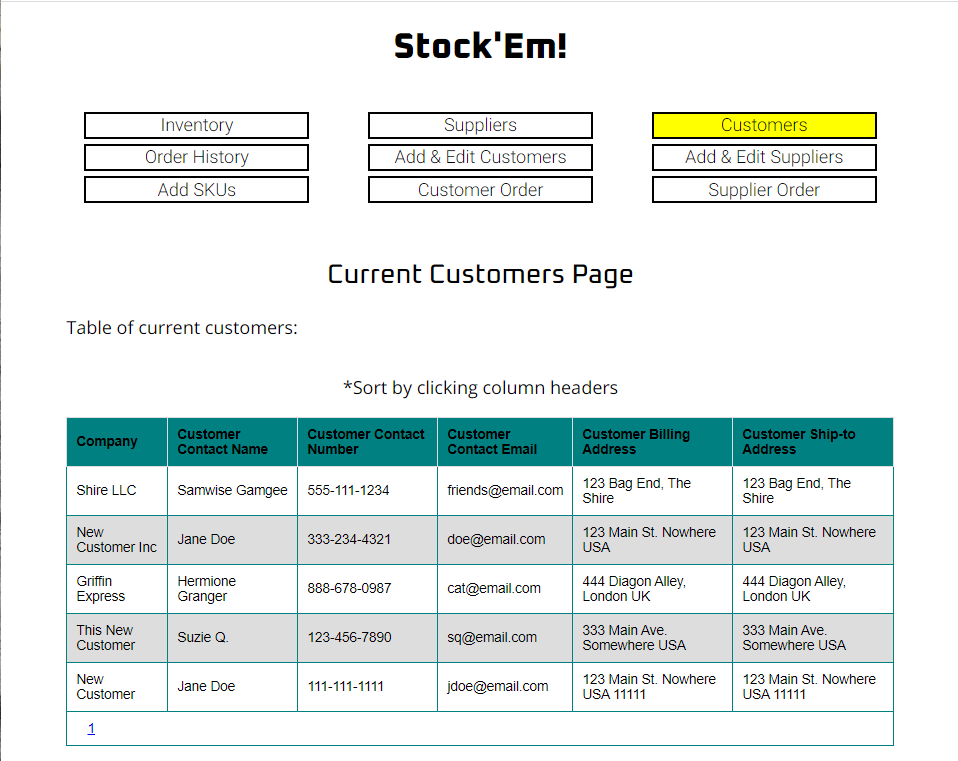 Stock'Em!
Inventory
Suppliers
Customers
Order History
Add & Edit Customers
Add & Edit Suppliers
Add SKUs
Customer Order
Supplier Order
Current Customers Page
Table of current customers:
*Sort by clicking column headers
Company
Customer
Contact Name
Customer Contact
Number
Customer
Contact Email
Customer Billing
Address
Customer Ship-to
Address
Shire LLC
Samwise Gamgee
555-111-1234
friends@email.com
123 Bag End, The
Shire
123 Bag End, The
Shire
New
Customer Inc
Jane Doe
333-234-4321
doe@email.com
123 Main St. Nowhere
USA
123 Main St. Nowhere
USA
Griffin
Express
Hermione
Granger
888-678-0987
cat@email.com
444 Diagon Alley,
London UK
444 Diagon Alley,
London UK
This New
Customer
Suzie Q.
123-456-7890
sq@email.com
333 Main Ave.
Somewhere USA
333 Main Ave.
Somewhere USA
New
Customer
Jane Doe
111-111-1111
jdoe@email.com
123 Main St. Nowhere
USA 11111
123 Main St. Nowhere
USA 11111
1